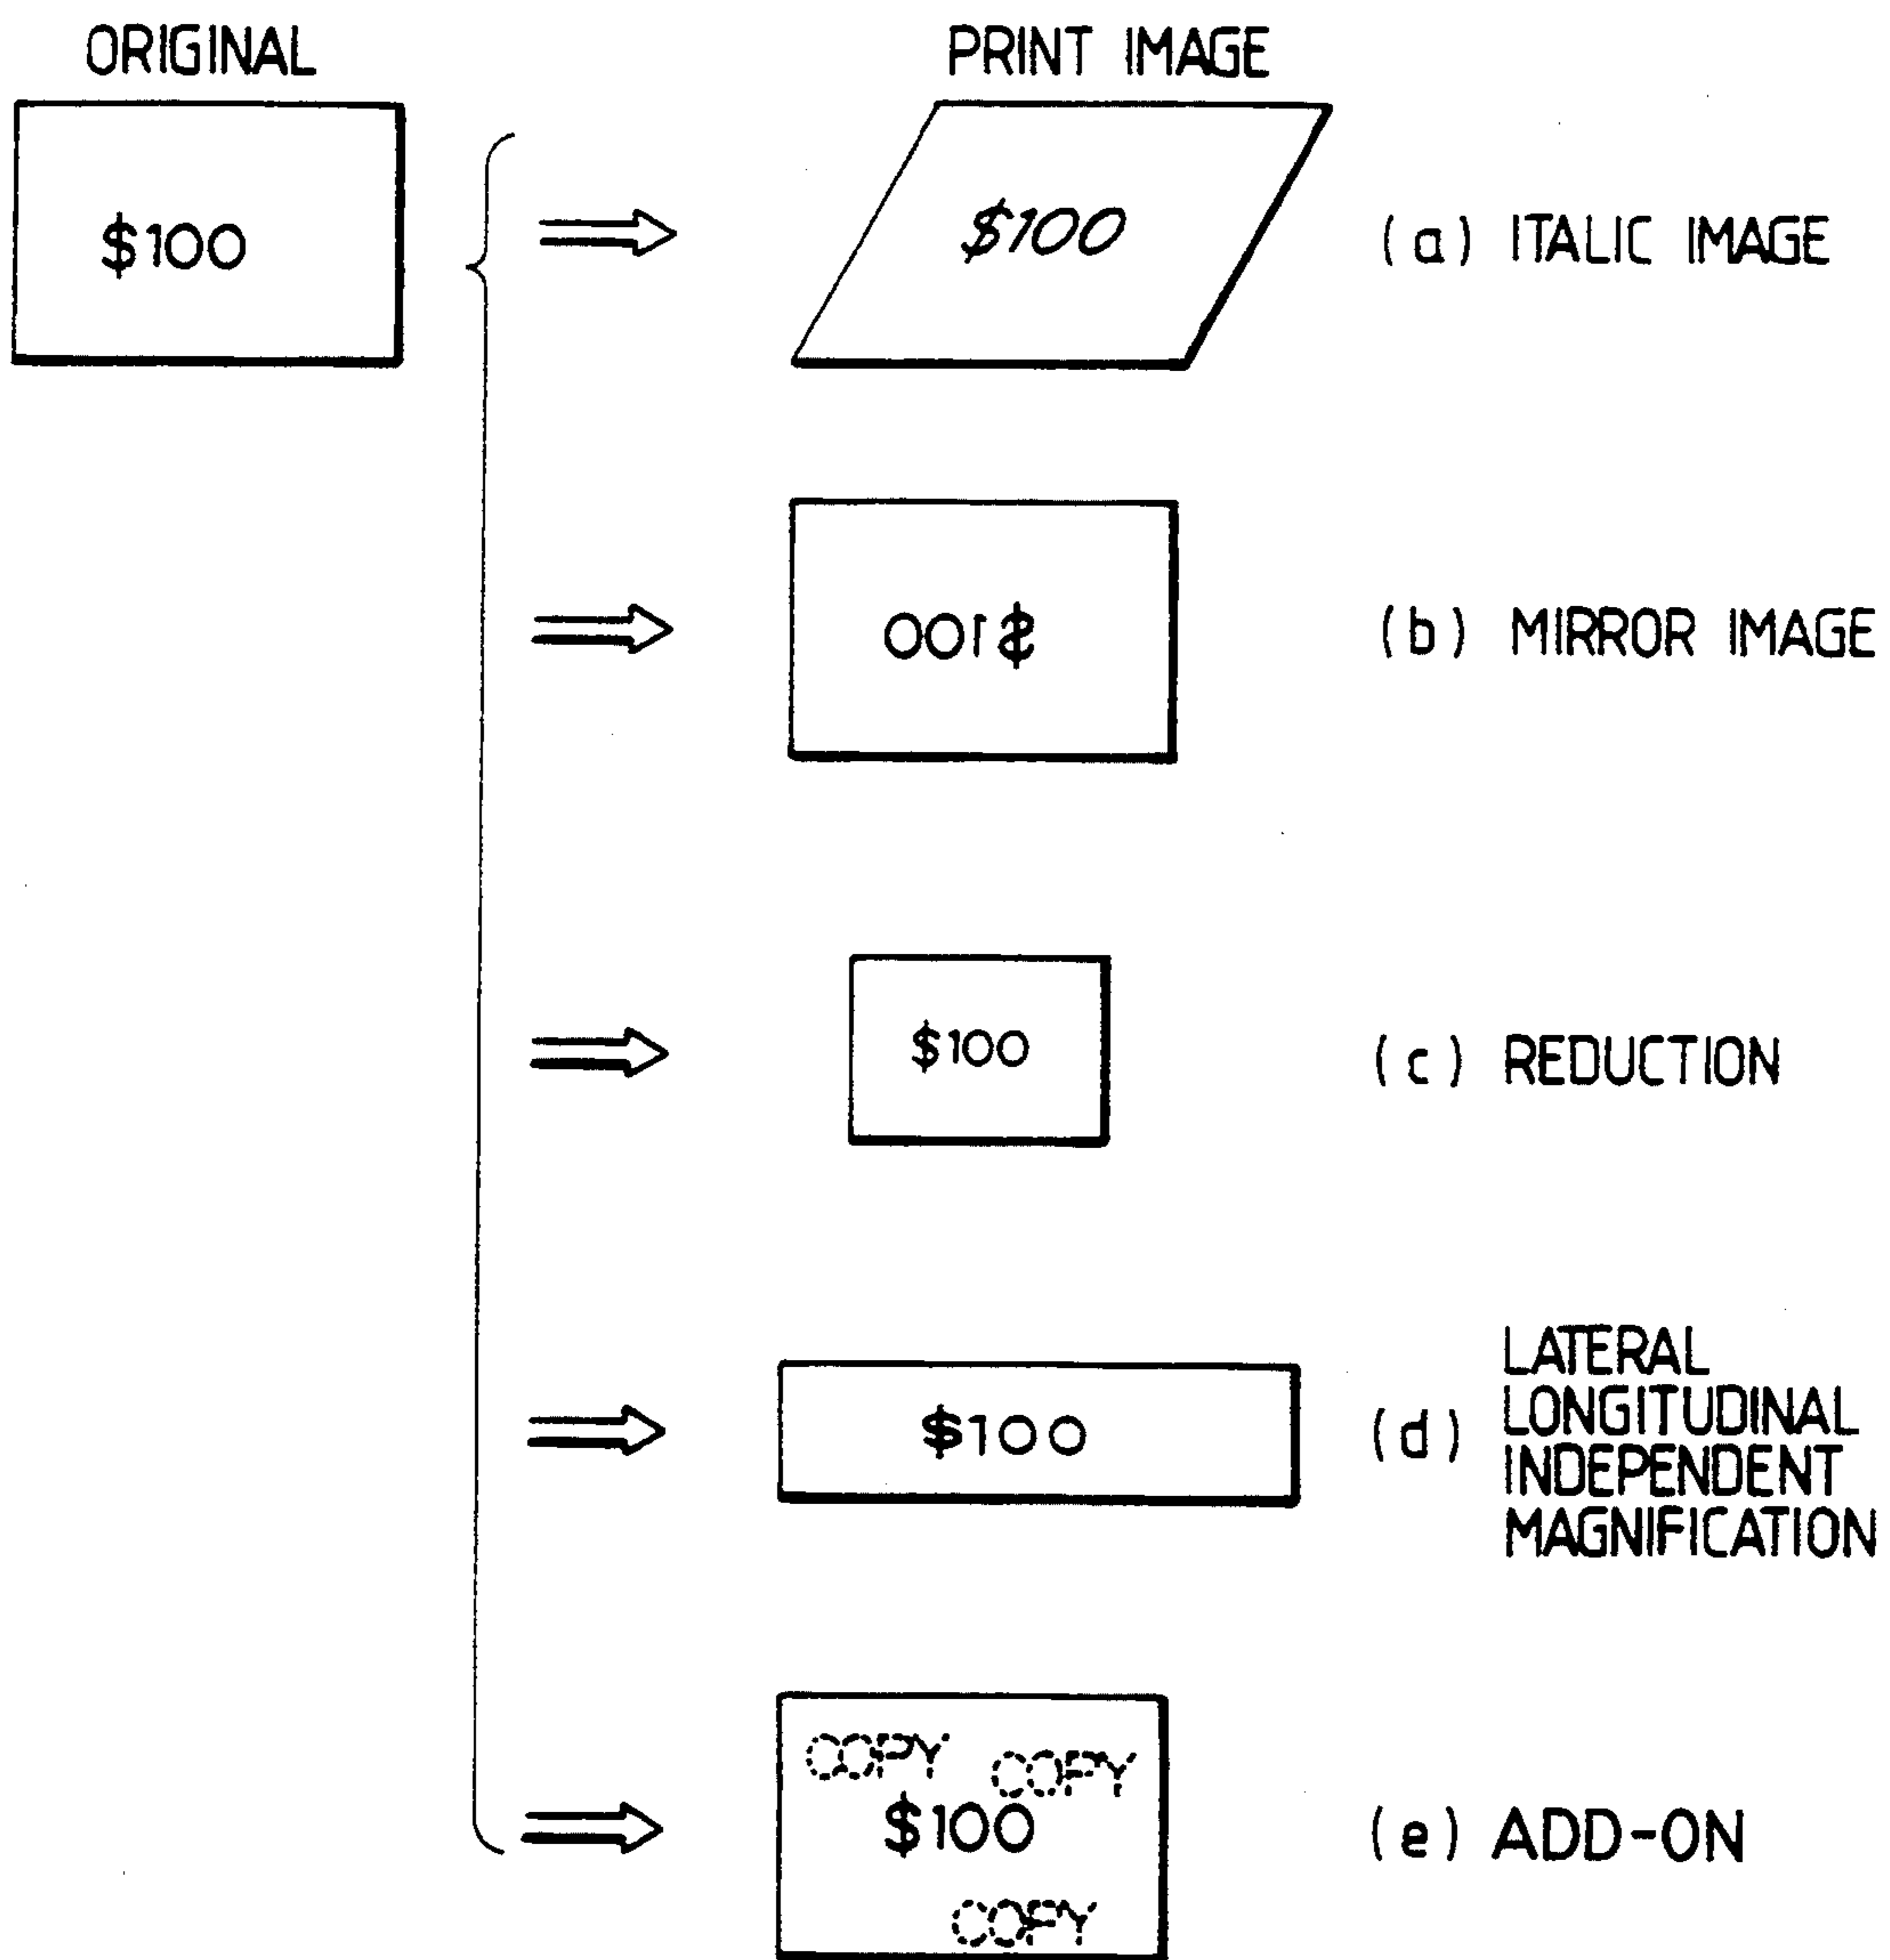 ORIGINAL
PRINT IMAGE
$100
$100
(a) ITALIC IMAGE
$100
(b) MIRROR IMAGE
$100
(c) REDUCTION
$100
(d) LATERAL
LONGITUDINAL
INDEPENDENT
MAGNIFICATION
COPY COPY
$100
COPY
(e) ADD-ON